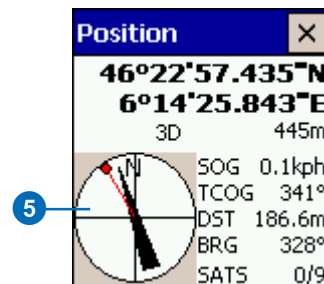 Position
46°22'57.435"N
6°14'25.843"E
3D 445m
N
SOG 0.1kph
TCOG 341°
5
DST 186.6m
BRG 328°
SATS 0/9